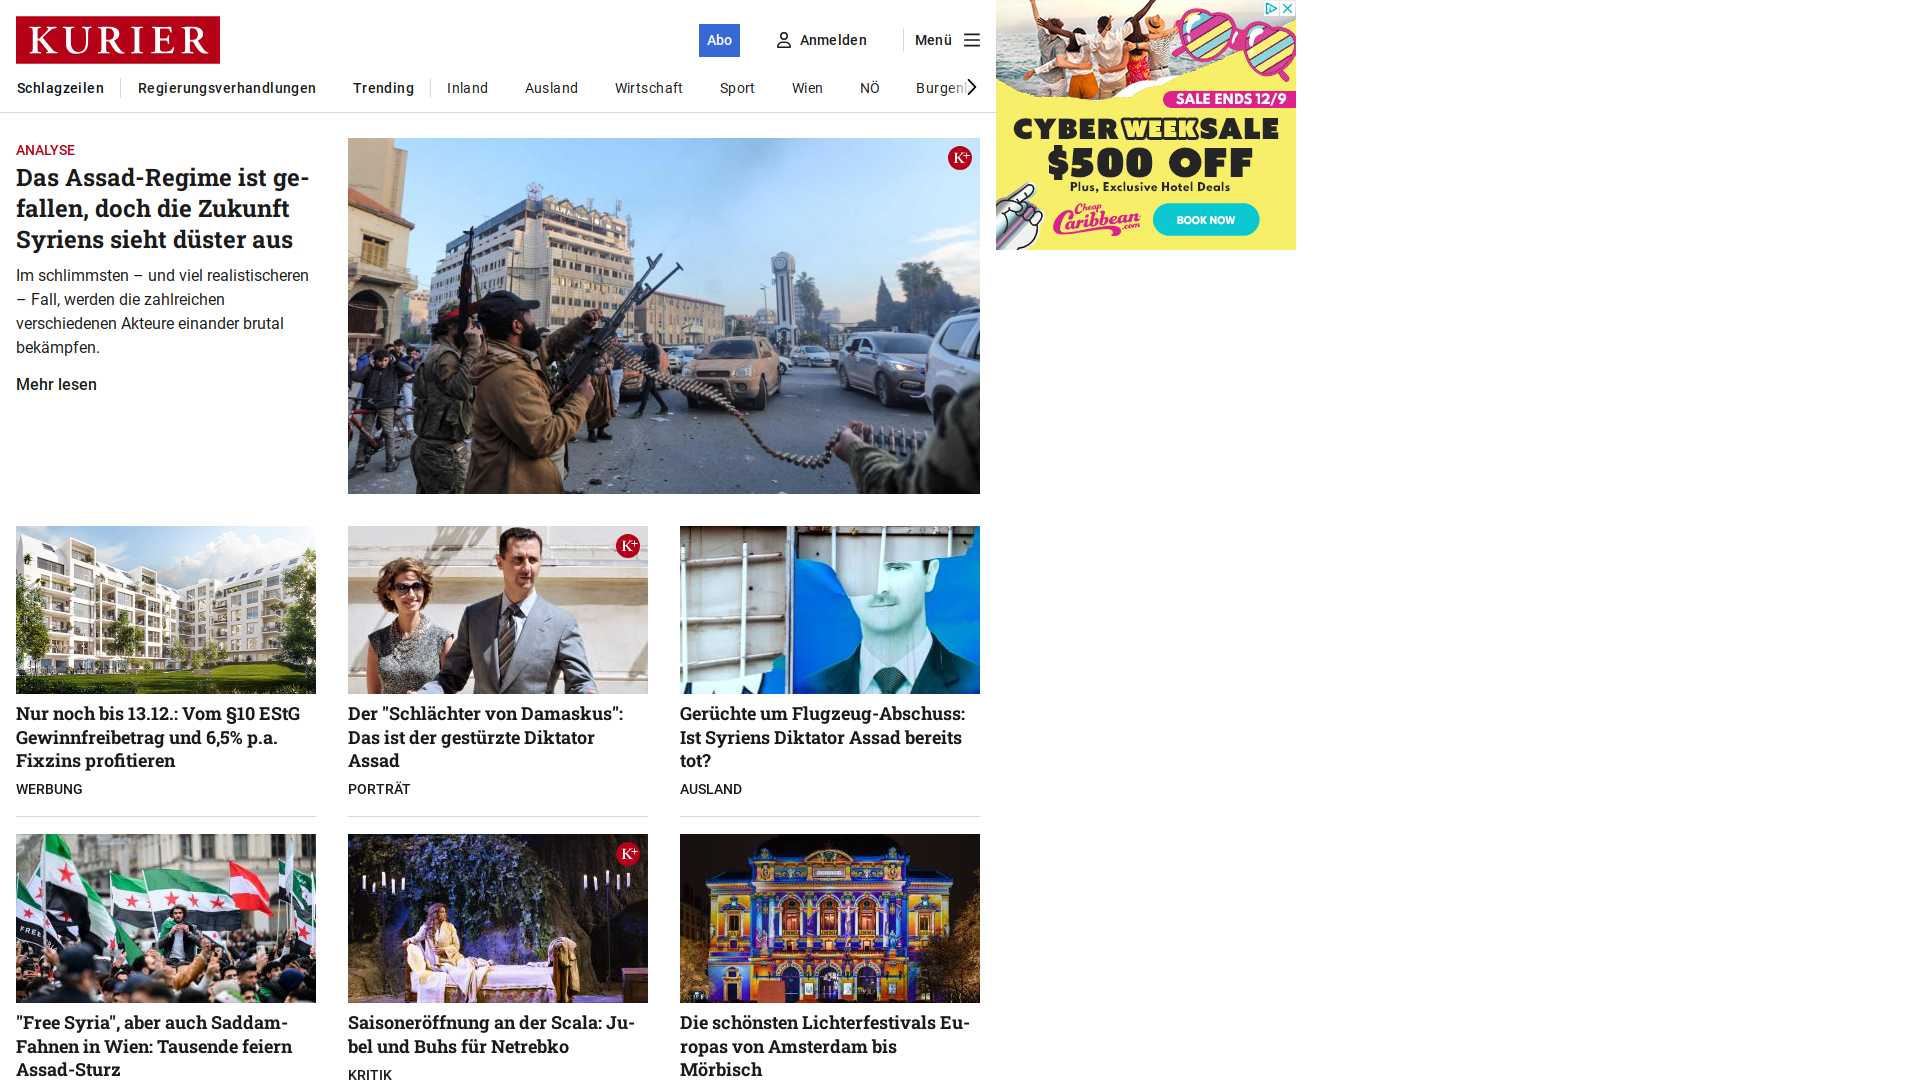 KURIER
Abo
Anmelden
Menü
Schlagzeilen
Regierungsverhandlungen
Trending
Inland
Ausland
Wirtschaft
Sport
Wien
NÖ
ANALYSE
Das Assad-Regime ist ge-
fallen, doch die Zukunft
Syriens sieht düster aus
Im schlimmsten – und viel realistischeren
– Fall, werden die zahlreichen
verschiedenen Akteure einander brutal
bekämpfen.
Mehr lesen
K+
SALE ENDS 12/9
CYBER WEEK SALE
$500 OFF
Plus, Exclusive Hotel Deals
Cheap
Caribbean
.com
BOOK NOW
Nur noch bis 13.12.: Vom §10 EStG
Gewinnfreibetrag und 6,5% p.a.
Fixzins profitieren
WERBUNG
K+
Der "Schlächter von Damaskus":
Das ist der gestürzte Diktator
Assad
PORTRÄT
Gerüchte um Flugzeug-Abschuss:
Ist Syriens Diktator Assad bereits
tot?
AUSLAND
"Free Syria", aber auch Saddam-
Fahnen in Wien: Tausende feiern
Assad-Sturz
K+
Saisoneröffnung an der Scala: Ju-
bel und Buhs für Netrebko
KRITIK
Die schönsten Lichterfestivals Eu-
ropas von Amsterdam bis
Mörbisch